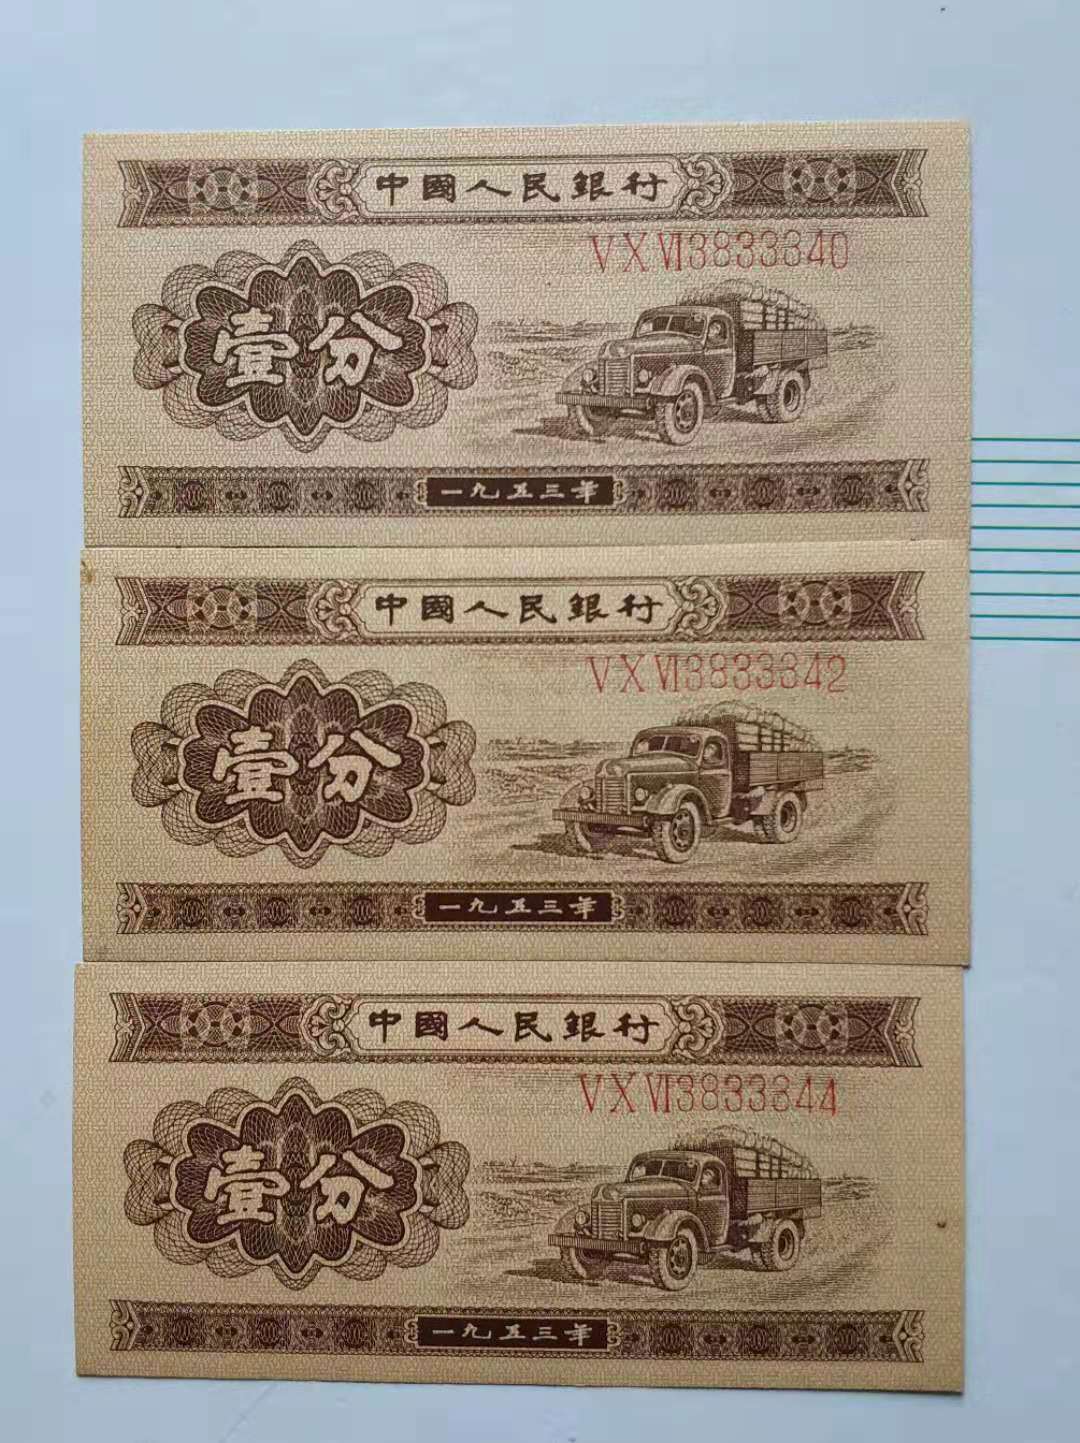 中國人民銀行
ⅤⅩⅥ3833340
壹分
一九五三年
中國人民銀行
ⅤⅩⅥ3833342
壹分
一九五三年
中國人民銀行
ⅤⅩⅥ3833344
壹分
一九五三年